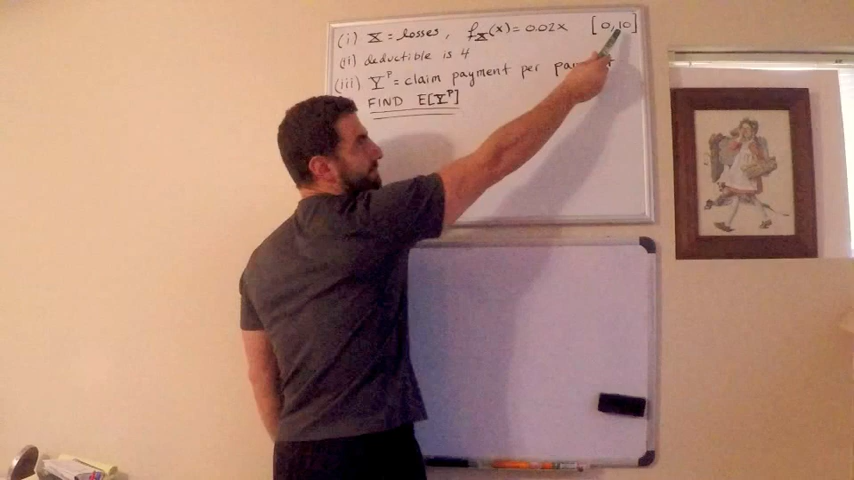 (i) X = losses, f_X(x) = 0.02x [0,10]
(ii) deductible is 4
(iii) Y^P = claim payment per
FIND E[Y^P]